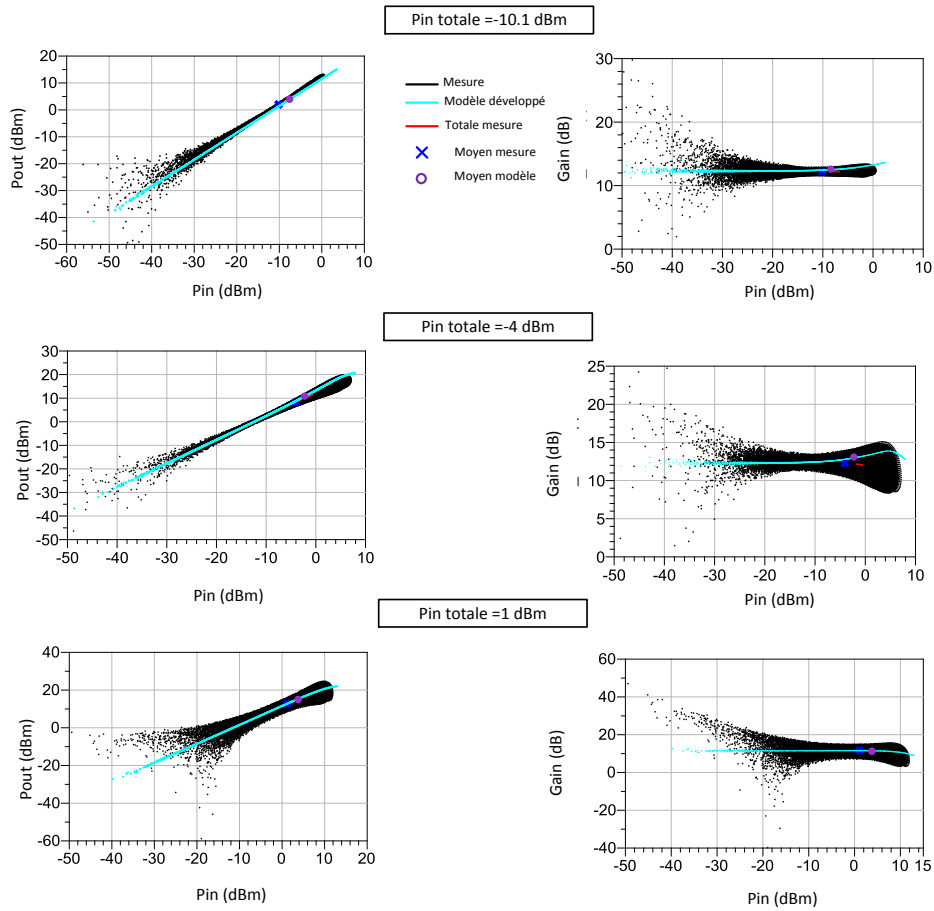 Pin totale =-10.1 dBm
20
10
0
-10
-20
-30
-40
-50
Pout (dBm)
-60 -50 -40 -30 -20 -10 0 10
Pin (dBm)
Mesure
Modèle développé
Totale mesure
Moyen mesure
Moyen modèle
30
20
10
0
Gain (dB)
-50 -40 -30 -20 -10 0 10
Pin (dBm)
Pin totale =-4 dBm
30
20
10
0
-10
-20
-30
-40
-50
Pout (dBm)
-50 -40 -30 -20 -10 0 10
Pin (dBm)
25
20
15
10
5
0
Gain (dB)
-50 -40 -30 -20 -10 0 10
Pin (dBm)
Pin totale =1 dBm
40
20
0
-20
-40
-60
Pout (dBm)
-50 -40 -30 -20 -10 0 10 20
Pin (dBm)
60
40
20
0
-20
-40
Gain (dB)
-50 -40 -30 -20 -10 0 10 15
Pin (dBm)